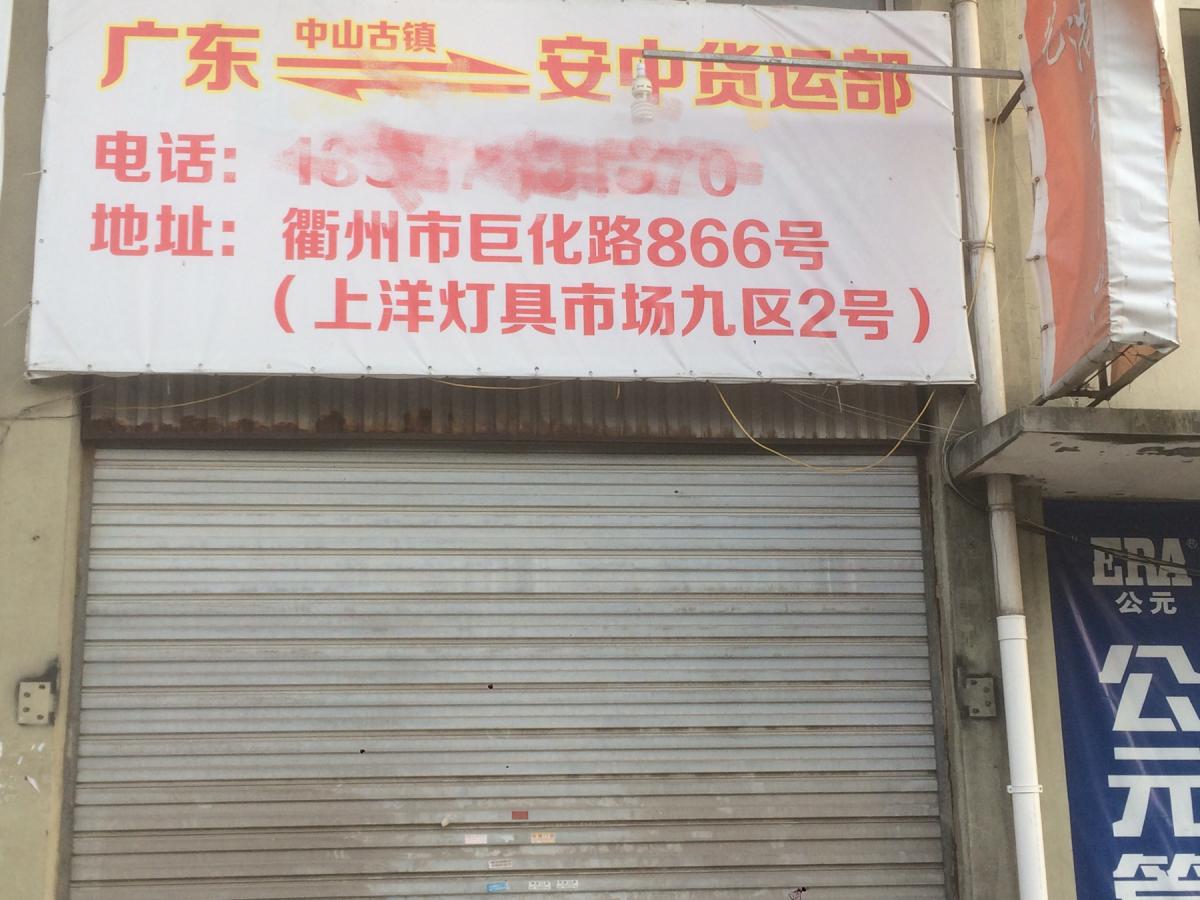 广东 中山古镇 安中货运部
电话：
地址：衢州市巨化路866号
（上洋灯具市场九区2号）
ERA®
公元
公元管